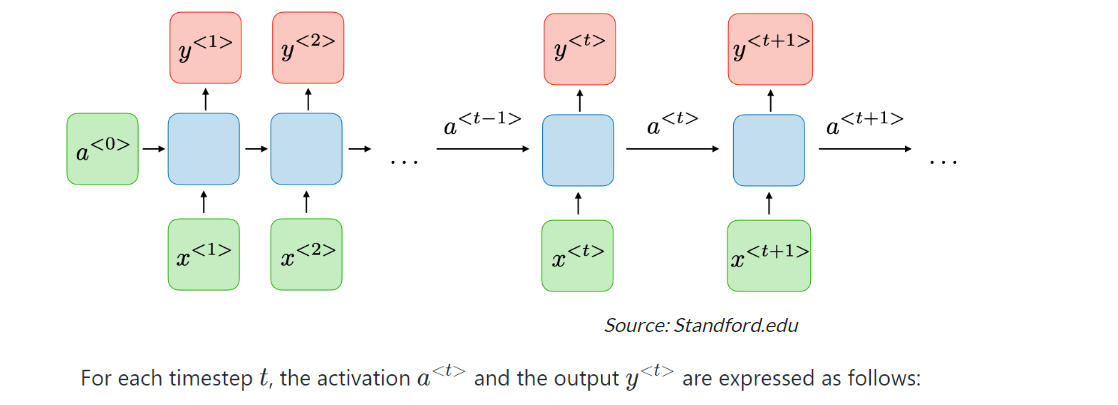 y<1> y<2> y<t> y<t+1>
a<0> ... a<t−1> a<t> a<t+1> ...
x<1> x<2> x<t> x<t+1>
Source: Standford.edu
For each timestep t, the activation a<t> and the output y<t> are expressed as follows: